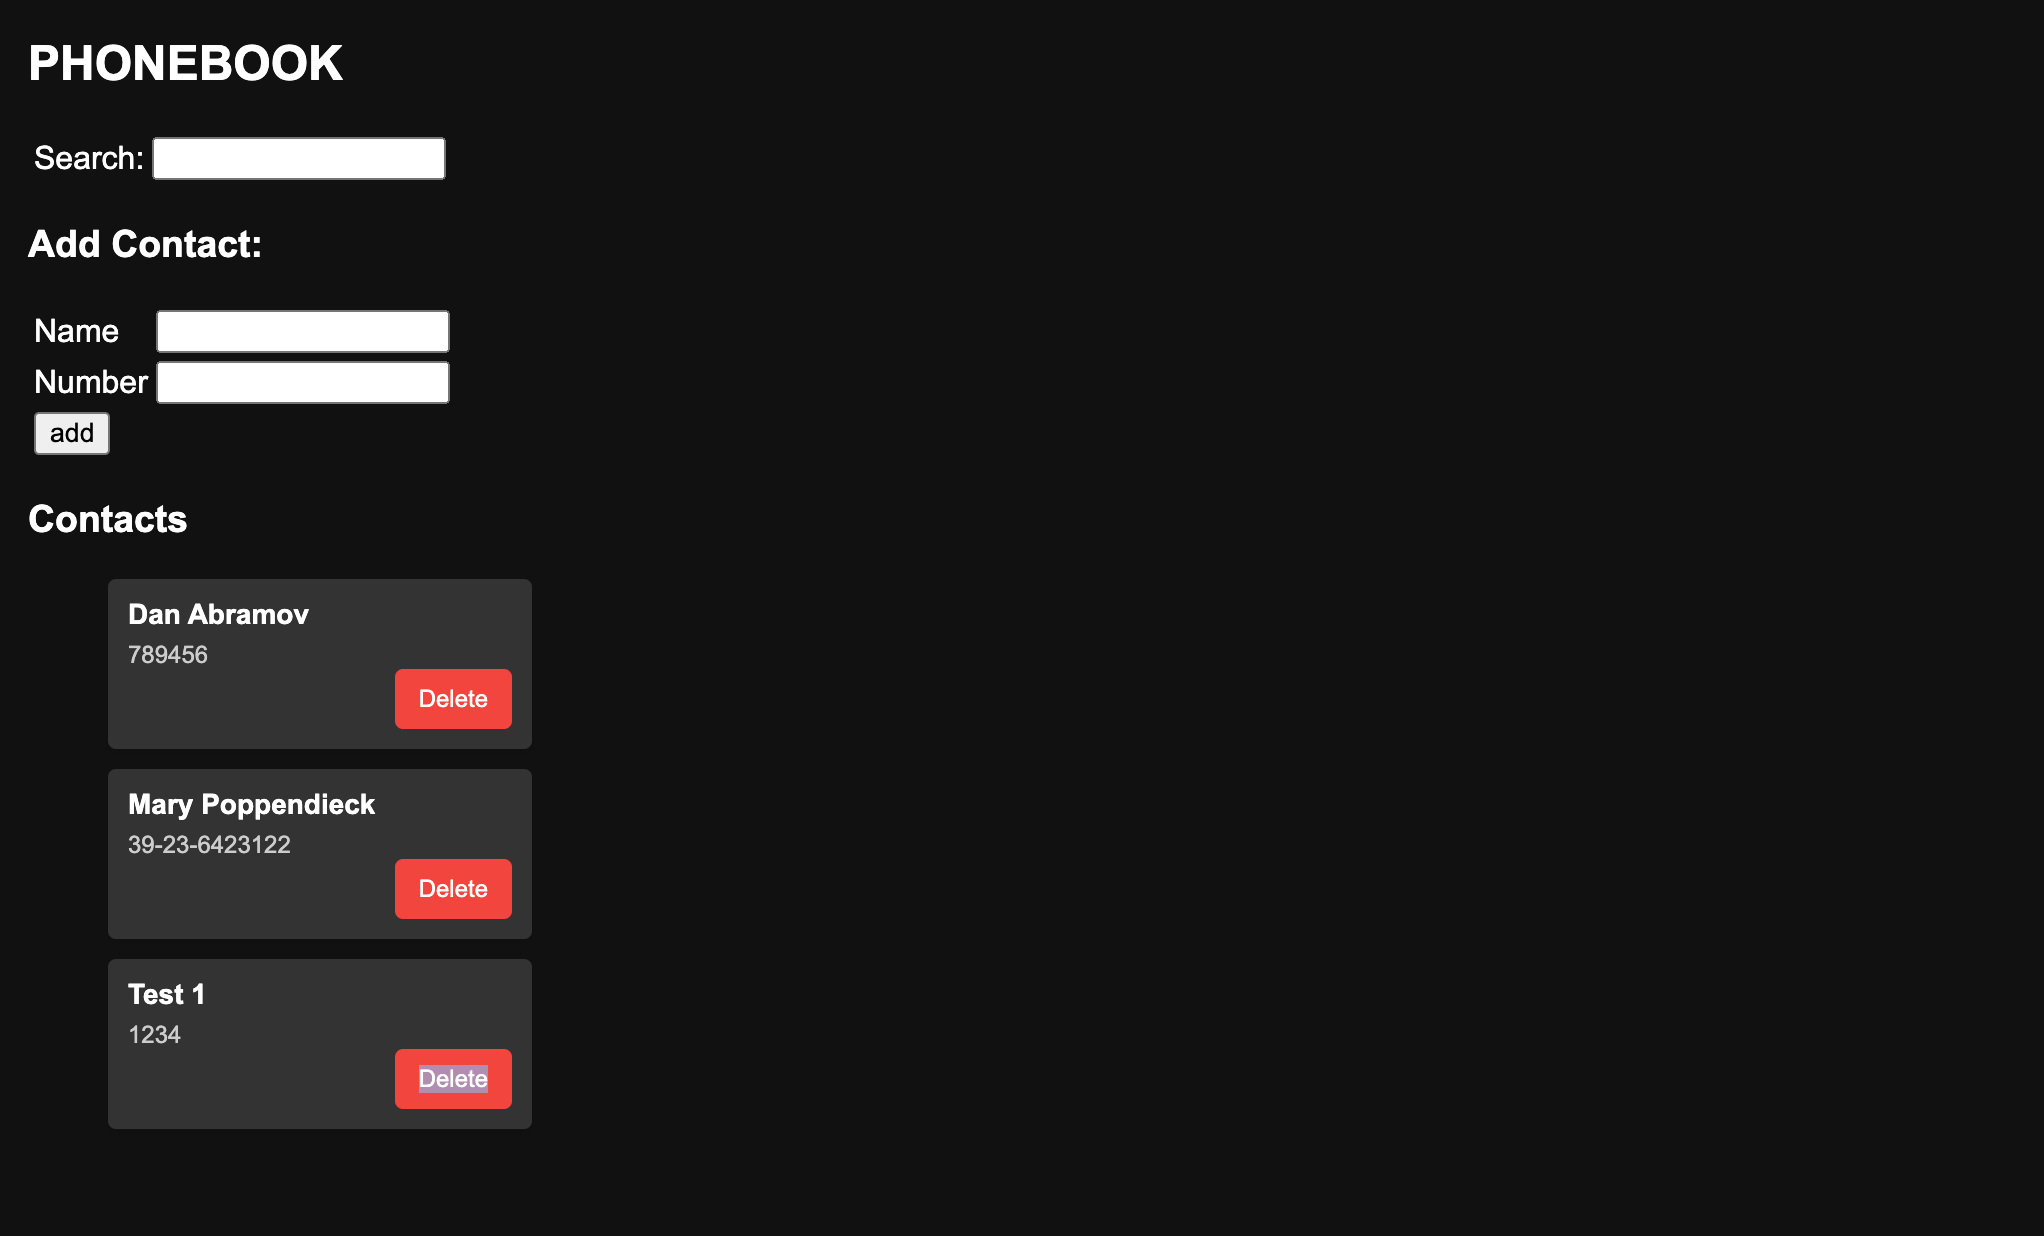 PHONEBOOK
Search:
Add Contact:
Name
Number
add
Contacts
Dan Abramov
789456
Delete
Mary Poppendieck
39-23-6423122
Delete
Test 1
1234
Delete